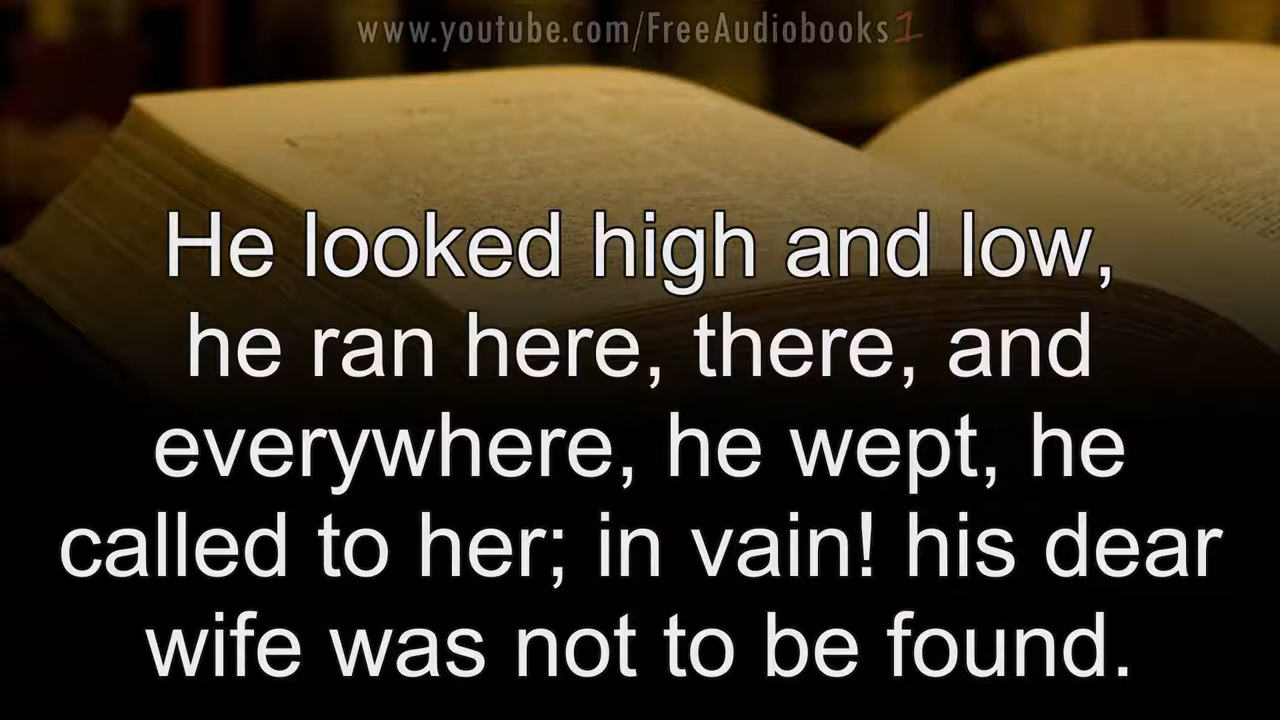 www.youtube.com/FreeAudiobooks1
He looked high and low,
he ran here, there, and
everywhere, he wept, he
called to her; in vain! his dear
wife was not to be found.